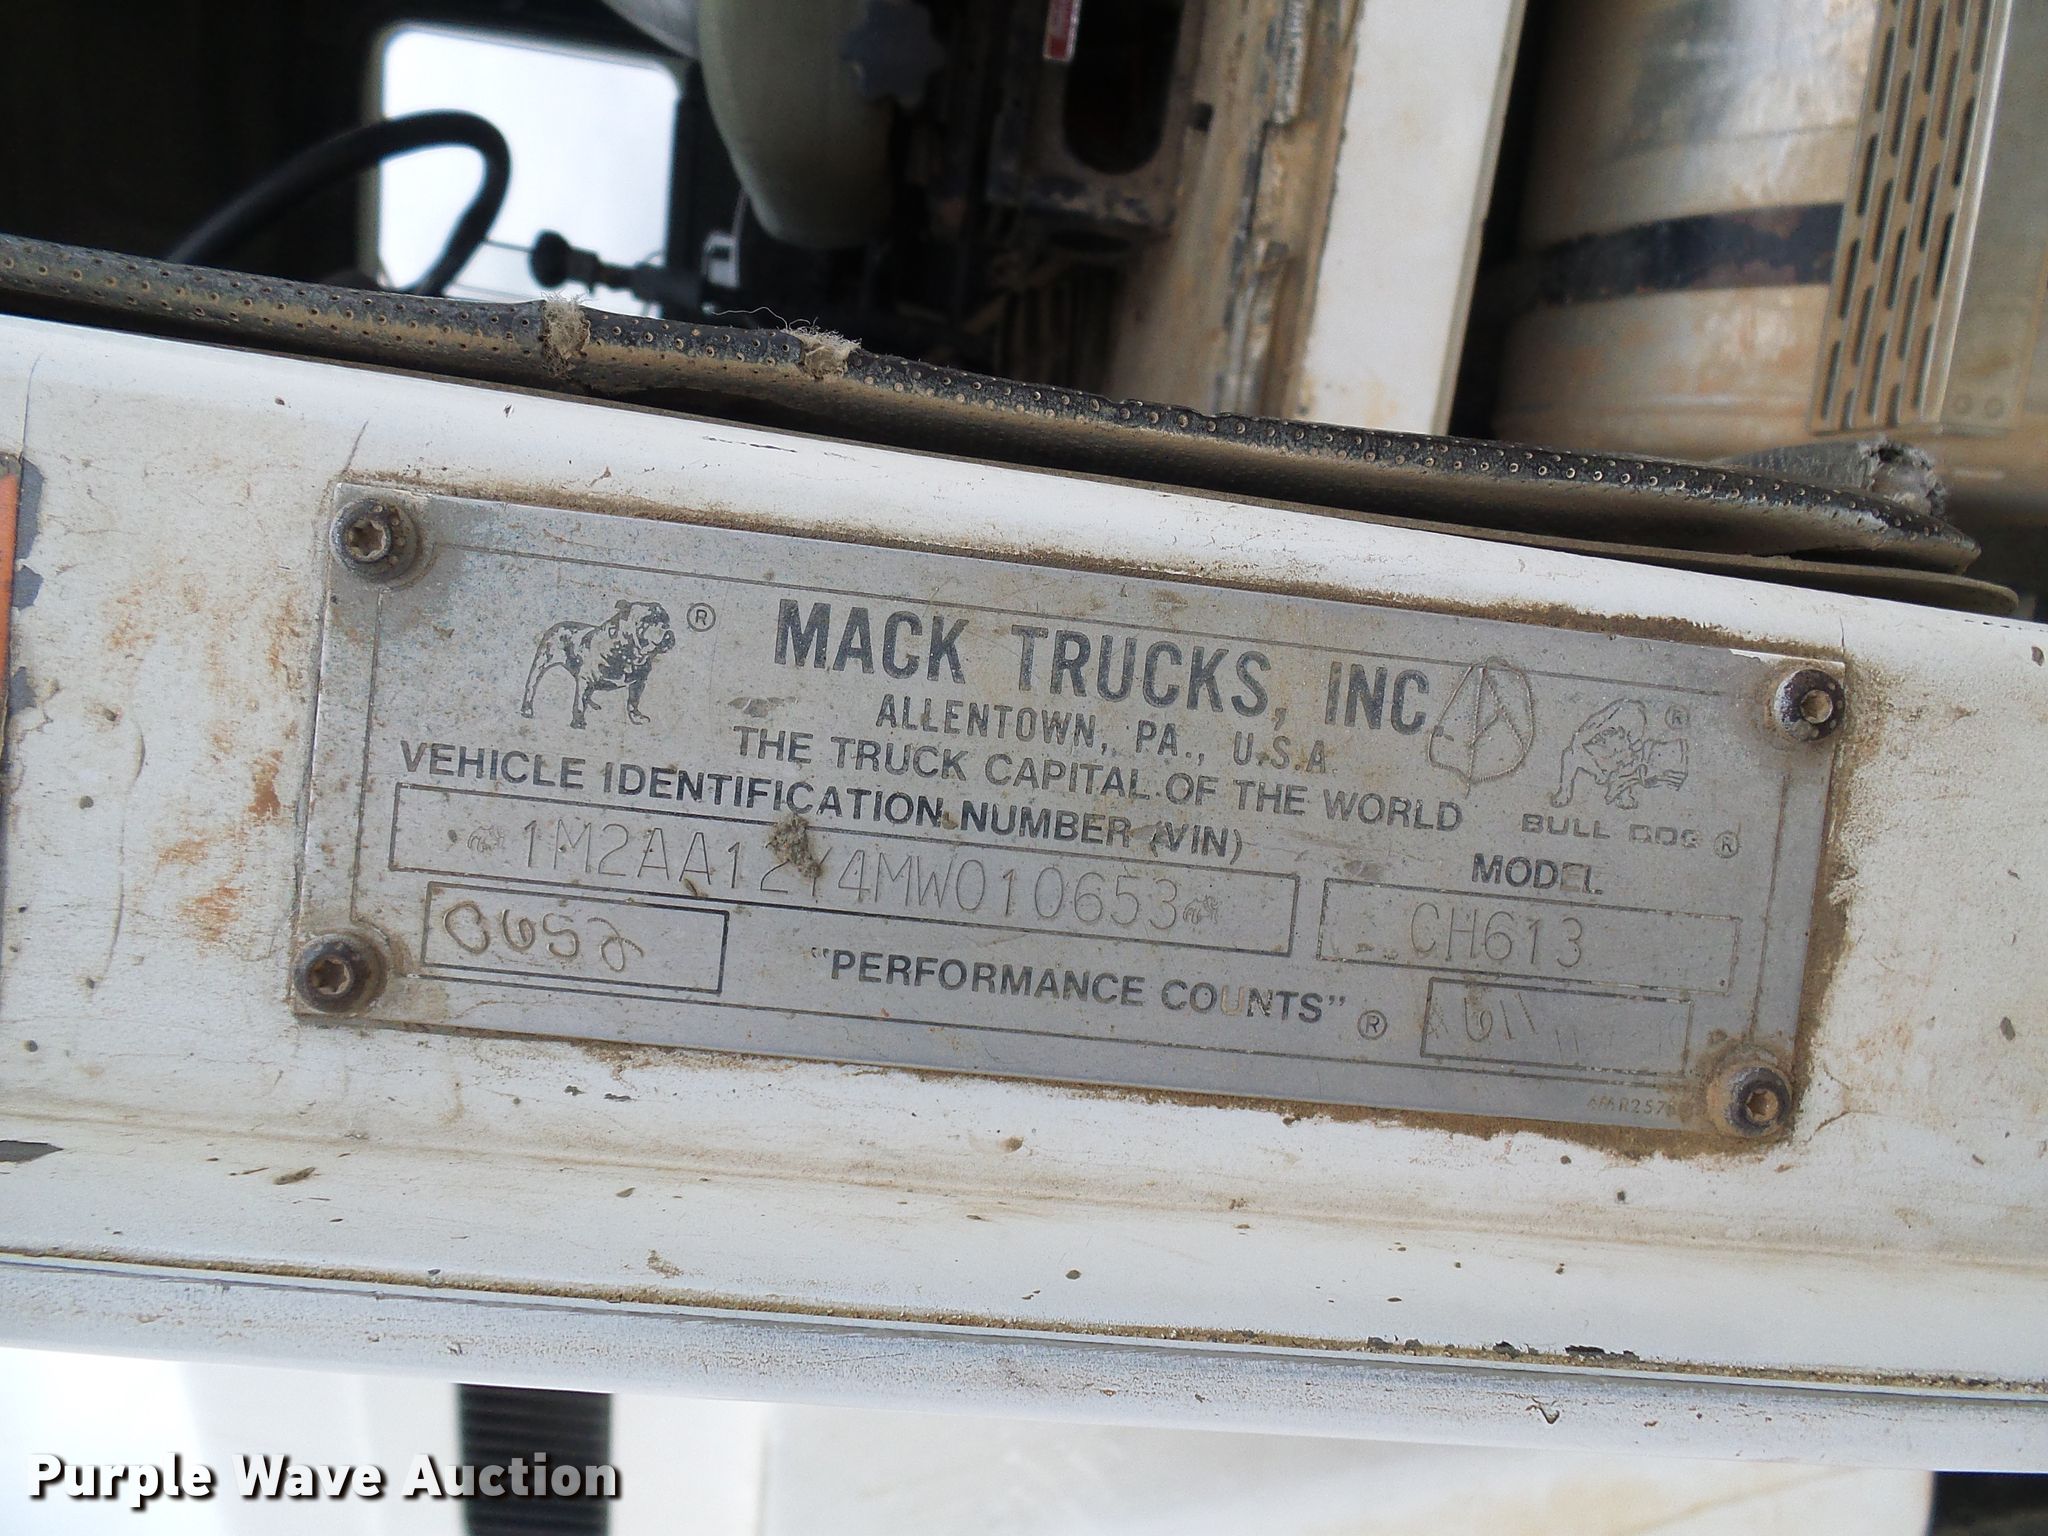 ® MACK TRUCKS, INC.
ALLENTOWN, PA., U.S.A.
THE TRUCK CAPITAL OF THE WORLD
®
BULL DOG ®
VEHICLE IDENTIFICATION NUMBER (VIN)
MODEL
1M2AA12Y4MW010653
CH613
0652
"PERFORMANCE COUNTS" ®
Purple Wave Auction